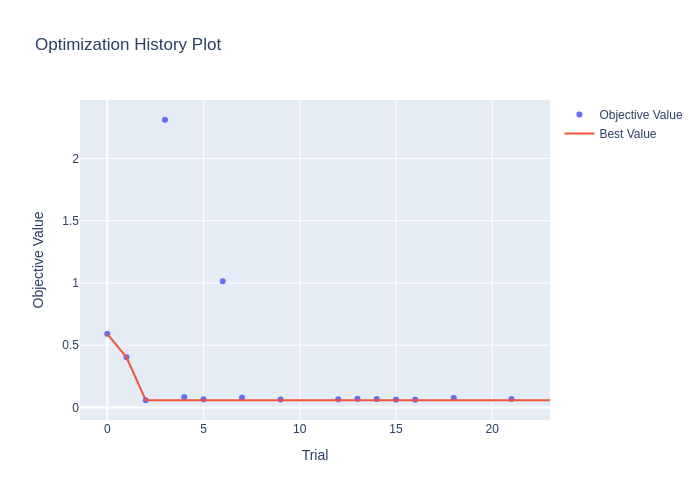 Optimization History Plot
Objective Value
Best Value
2
1.5
1
0.5
0
Objective Value
0
5
10
15
20
Trial